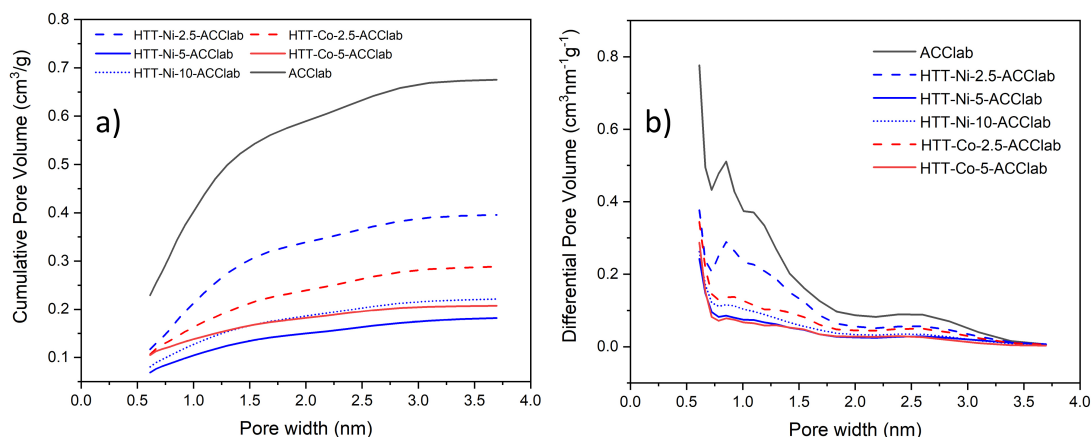 a)
Cumulative Pore Volume (cm³/g)
0.8
0.7
0.6
0.5
0.4
0.3
0.2
0.1
HTT-Ni-2.5-ACClab
HTT-Co-2.5-ACClab
HTT-Ni-5-ACClab
HTT-Co-5-ACClab
HTT-Ni-10-ACClab
ACClab
0.0 0.5 1.0 1.5 2.0 2.5 3.0 3.5 4.0
Pore width (nm)
b)
Differential Pore Volume (cm³nm⁻¹g⁻¹)
0.8
0.6
0.4
0.2
0.0
ACClab
HTT-Ni-2.5-ACClab
HTT-Ni-5-ACClab
HTT-Ni-10-ACClab
HTT-Co-2.5-ACClab
HTT-Co-5-ACClab
0.0 0.5 1.0 1.5 2.0 2.5 3.0 3.5 4.0
Pore width (nm)